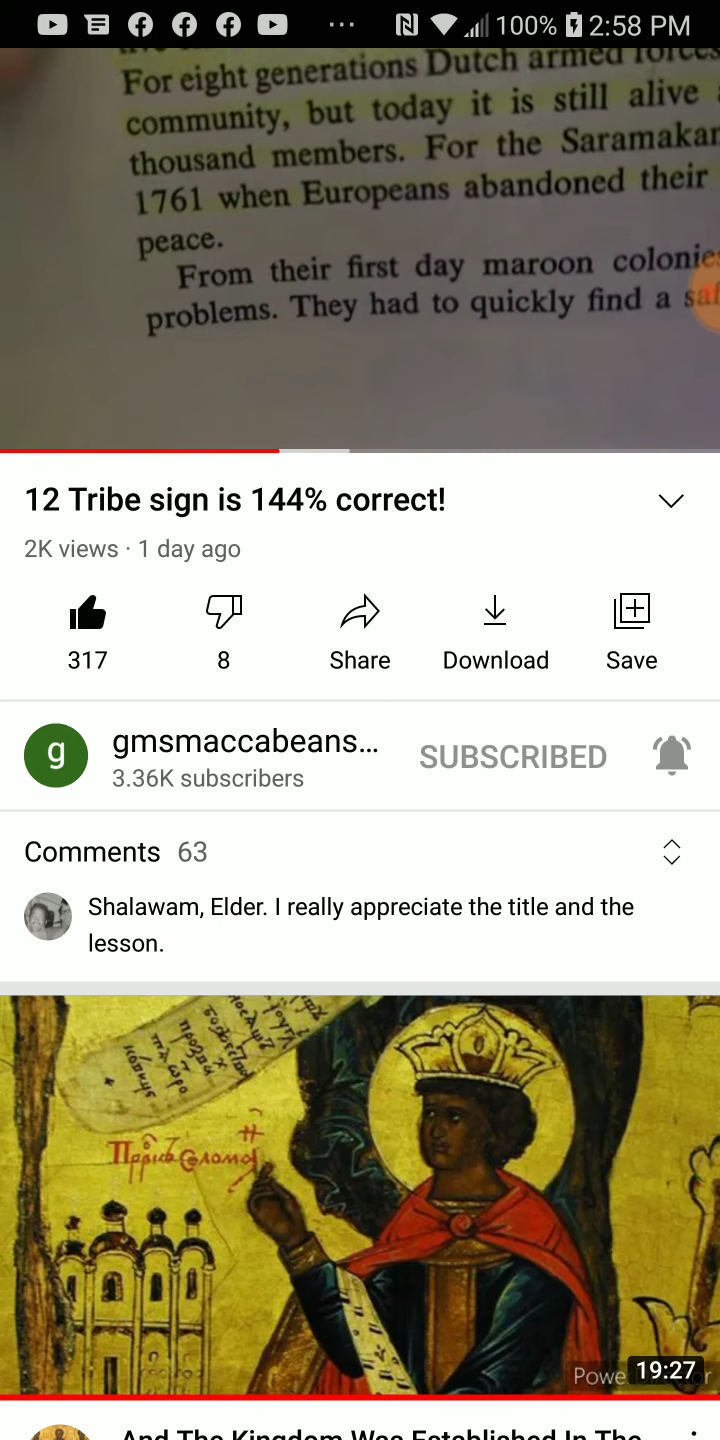 100% 2:58 PM
For eight generations Dutch armed forces
community, but today it is still alive
thousand members. For the Saramakan
1761 when Europeans abandoned their
peace.
From their first day maroon colonies
problems. They had to quickly find a saf
12 Tribe sign is 144% correct!
2K views · 1 day ago
317
8
Share
Download
Save
g
gmsmaccabeans...
3.36K subscribers
SUBSCRIBED
Comments 63
Shalawam, Elder. I really appreciate the title and the
lesson.
Powe
19:27
And The Kingdom Was Established In The